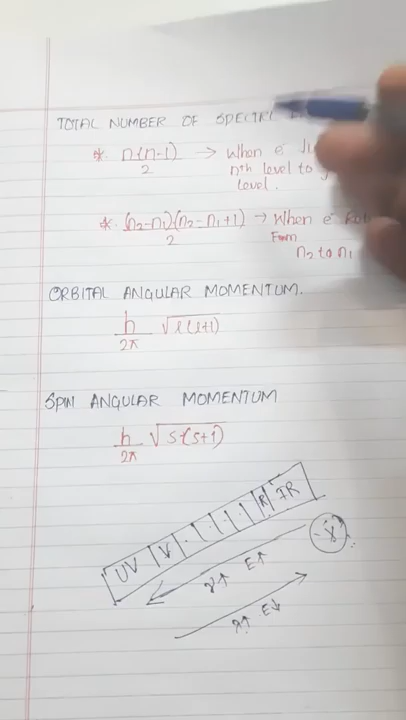 TOTAL NUMBER OF
* n(n-1)/2 → When e⁻
nth level to
level.
* (n₂-n₁)(n₂-n₁+1)/2 → When e
From
n₂ to n₁
ORBITAL ANGULAR MOMENTUM.
h/2π √l(l+1)
SPIN ANGULAR MOMENTUM
h/2π √s(s+1)
UV V R IR
ν↑ E↑
λ↑ E↓